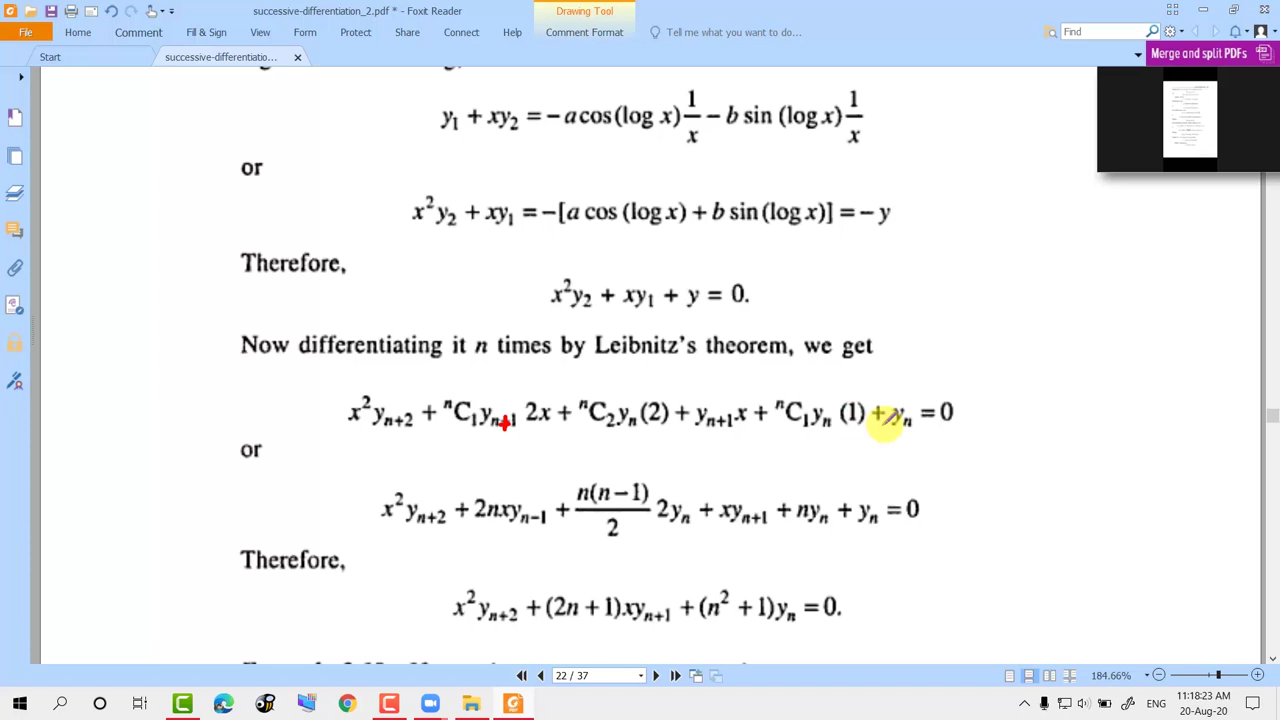 successive-differentiation_2.pdf * - Foxit Reader
Drawing Tool
File Home Comment Fill & Sign View Form Protect Share Connect Help Comment Format Tell me what you want to do... Find
Start successive-differentiatio... Merge and split PDFs
y₁ + xy₂ = − a cos (log x) 1/x − b sin (log x) 1/x
or
x²y₂ + xy₁ = −[a cos (log x) + b sin (log x)] = − y
Therefore,
x²y₂ + xy₁ + y = 0.
Now differentiating it n times by Leibnitz's theorem, we get
x²yₙ₊₂ + ⁿC₁yₙ₊₁ 2x + ⁿC₂yₙ (2) + yₙ₊₁x + ⁿC₁yₙ (1) + yₙ = 0
or
x²yₙ₊₂ + 2nxyₙ₋₁ + n(n−1)/2 2yₙ + xyₙ₊₁ + nyₙ + yₙ = 0
Therefore,
x²yₙ₊₂ + (2n + 1)xyₙ₊₁ + (n² + 1)yₙ = 0.
22 / 37 184.66%
ENG 11:18:23 AM
20-Aug-20